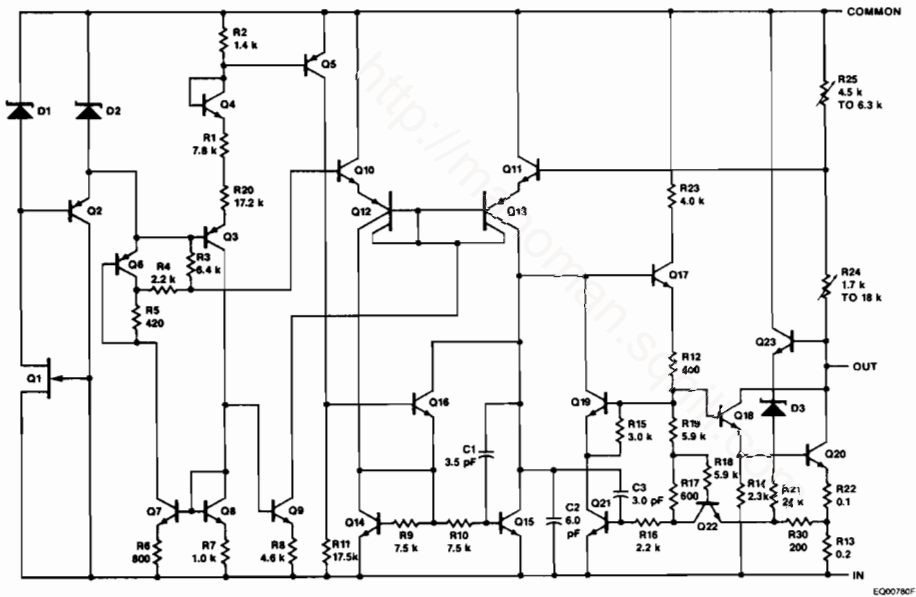 COMMON
R2
1.4 k
Q5
R25
4.5 k
TO 6.3 k
D1
D2
Q4
R1
7.8 k
Q10
Q11
R20
17.2 k
R23
4.0 k
Q2
Q12
Q13
Q3
Q6
R4
2.2 k
R3
6.4 k
Q17
R24
1.7 k
TO 18 k
R5
420
Q23
R12
OUT
Q1
Q16
Q19
Q18
D3
R15
3.0 k
R19
5.9 k
C1
3.5 pF
R18
5.9 k
Q20
C3
3.0 pF
R17
600
2.3k
R22
0.1
Q7
Q8
Q9
Q14
R9
7.5 k
R10
7.5 k
Q15
C2
6.0
pF
Q21
R16
2.2 k
Q22
R30
200
R13
0.2
R6
800
R7
1.0 k
R8
4.6 k
R11
17.5k
IN
EQ00780F